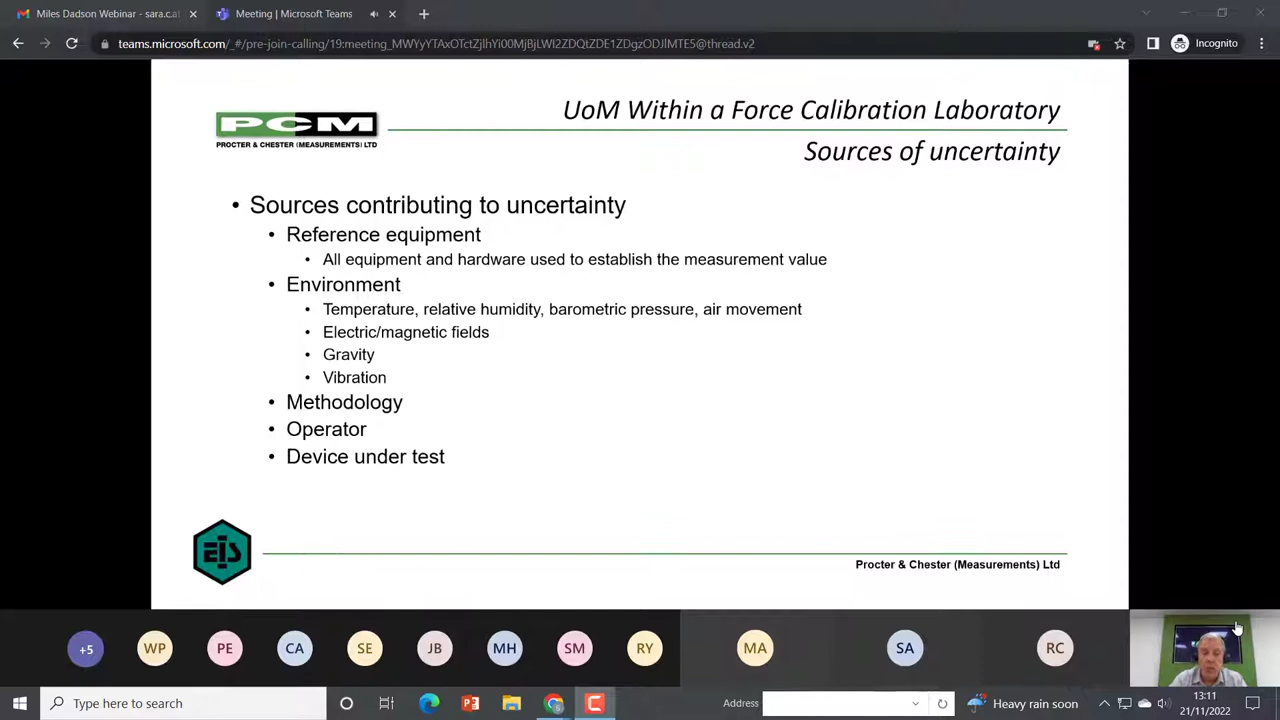 Miles Dadson Webinar - sara.cal
Meeting | Microsoft Teams
teams.microsoft.com/_#/pre-join-calling/19:meeting_MWYyYTAxOTctZjlhYi00MjBjLWI2ZDQtZDE1ZDgzODJlMTE5@thread.v2
Incognito
UoM Within a Force Calibration Laboratory
PCM
PROCTER & CHESTER (MEASUREMENTS) LTD
Sources of uncertainty
• Sources contributing to uncertainty
• Reference equipment
• All equipment and hardware used to establish the measurement value
• Environment
• Temperature, relative humidity, barometric pressure, air movement
• Electric/magnetic fields
• Gravity
• Vibration
• Methodology
• Operator
• Device under test
EIS
Procter & Chester (Measurements) Ltd
+5 WP PE CA SE JB MH SM RY MA SA RC
Type here to search
Address
Heavy rain soon
13:11
21/11/2022